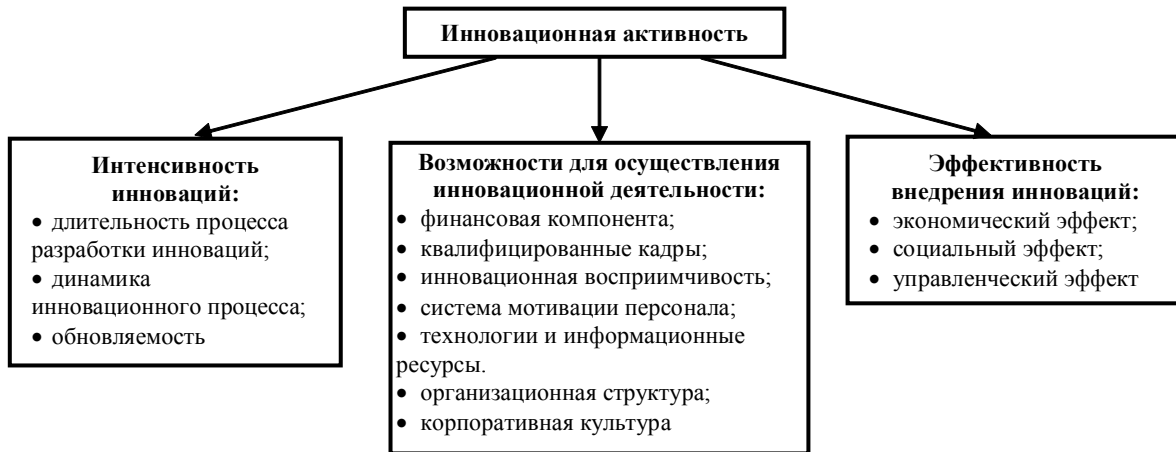 Инновационная активность
Интенсивность
инноваций:
• длительность процесса
разработки инноваций;
• динамика
инновационного процесса;
• обновляемость
Возможности для осуществления
инновационной деятельности:
• финансовая компонента;
• квалифицированные кадры;
• инновационная восприимчивость;
• система мотивации персонала;
• технологии и информационные
ресурсы.
• организационная структура;
• корпоративная культура
Эффективность
внедрения инноваций:
• экономический эффект;
• социальный эффект;
• управленческий эффект